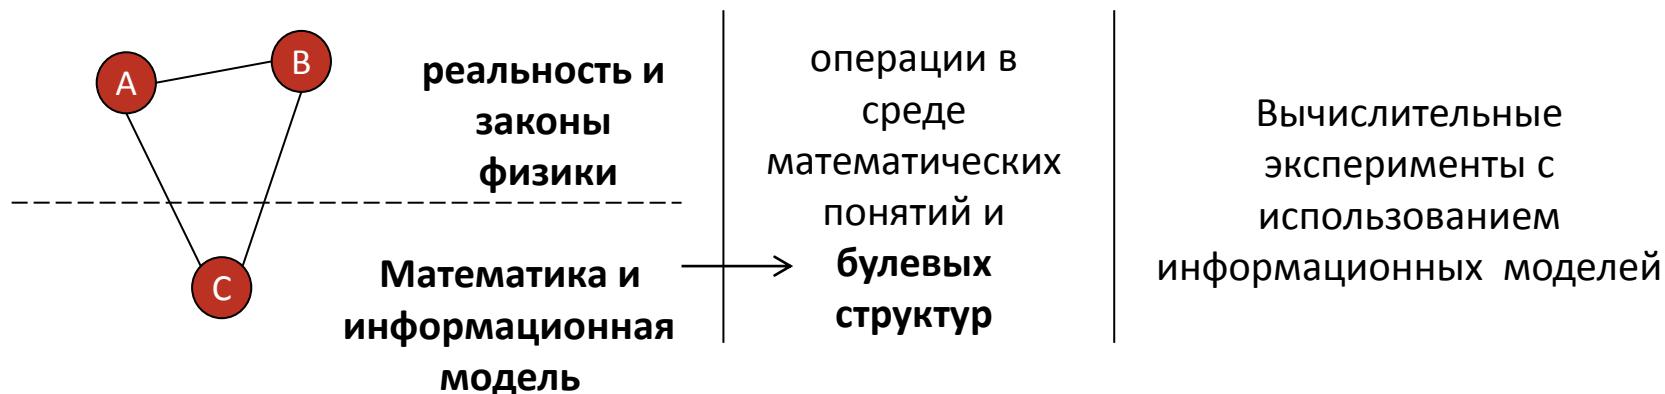 A
B
C
реальность и
законы
физики
Математика и
информационная
модель
операции в
среде
математических
понятий и
булевых
структур
Вычислительные
эксперименты с
использованием
информационных моделей